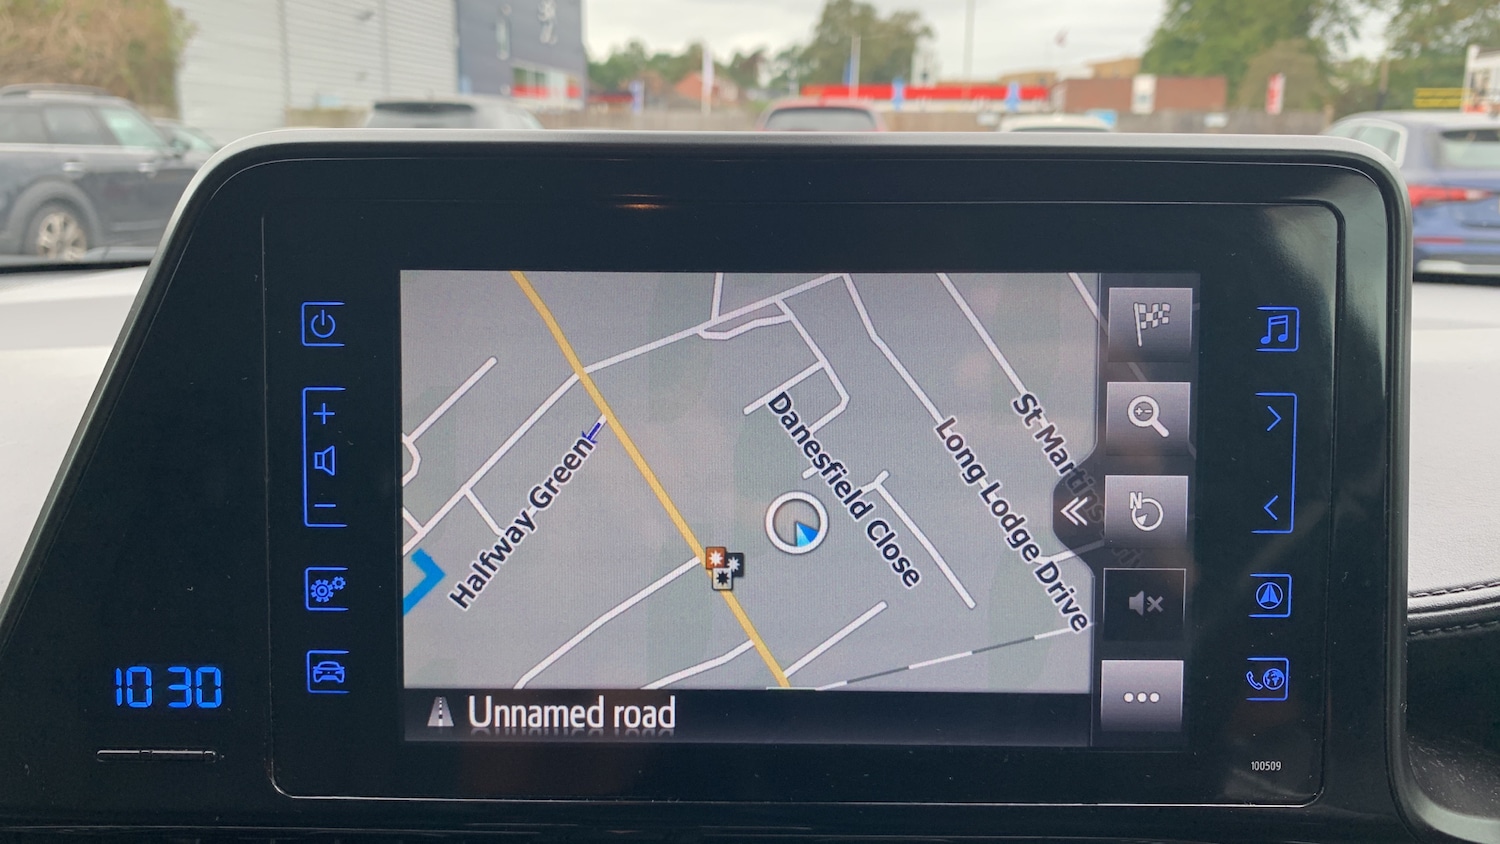 Halfway Green
Danesfield Close
Long Lodge Drive
St Martins
N
Unnamed road
10 30
100509